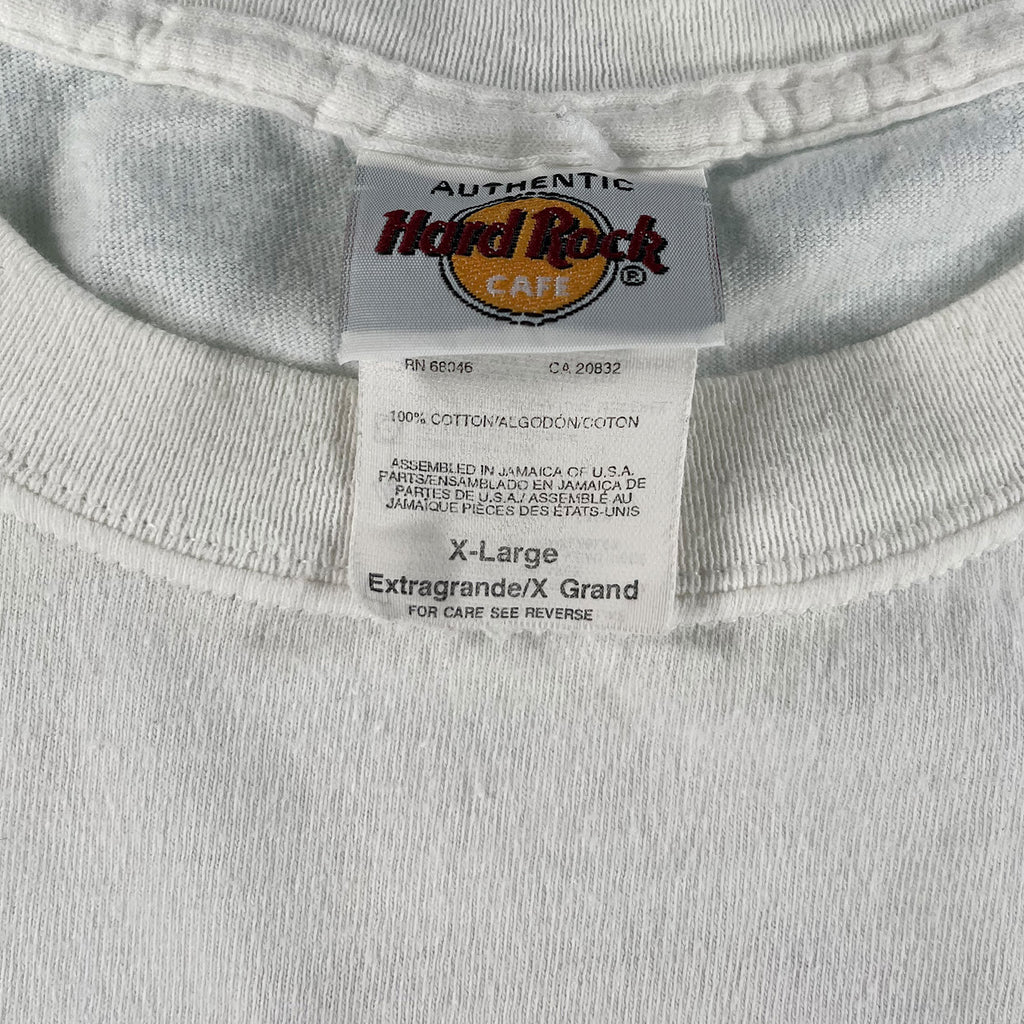 AUTHENTIC
Hard Rock
CAFE
®
RN 68046 CA 20832
100% COTTON/ALGODÓN/COTON
ASSEMBLED IN JAMAICA OF U.S.A.
PARTS/ENSAMBLADO EN JAMAICA DE
PARTES DE U.S.A./ ASSEMBLÉ AU
JAMAÏQUE PIÈCES DES ÉTATS-UNIS
X-Large
Extragrande/X Grand
FOR CARE SEE REVERSE